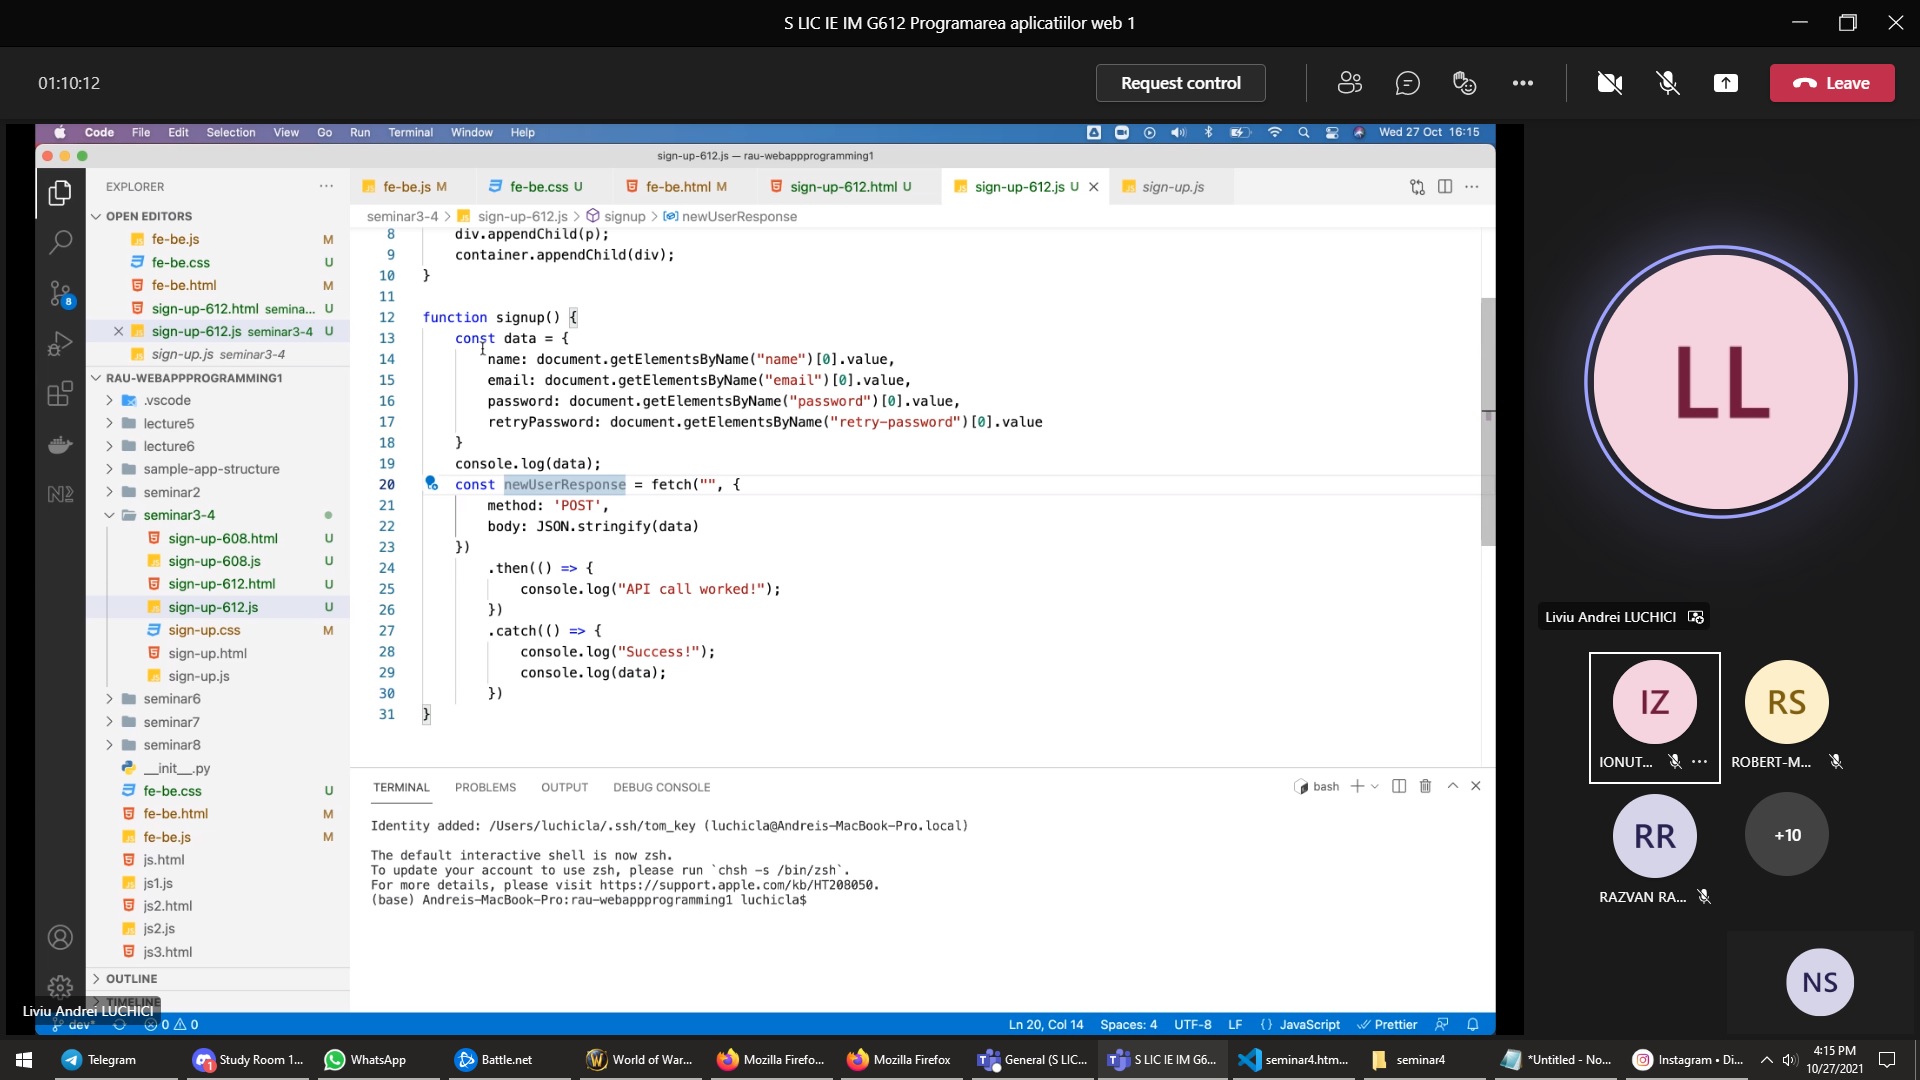 S LIC IE IM G612 Programarea aplicatiilor web 1
01:10:12
Request control
Leave
Code File Edit Selection View Go Run Terminal Window Help
Wed 27 Oct 16:15
sign-up-612.js — rau-webappprogramming1
EXPLORER
fe-be.js M
fe-be.css U
fe-be.html M
sign-up-612.html U
sign-up-612.js U
sign-up.js
OPEN EDITORS
fe-be.js M
fe-be.css U
fe-be.html M
sign-up-612.html semina... U
sign-up-612.js seminar3-4 U
sign-up.js seminar3-4
RAU-WEBAPPPROGRAMMING1
.vscode
lecture5
lecture6
sample-app-structure
seminar2
seminar3-4
sign-up-608.html U
sign-up-608.js U
sign-up-612.html U
sign-up-612.js U
sign-up.css M
sign-up.html
sign-up.js
seminar6
seminar7
seminar8
__init__.py
fe-be.css U
fe-be.html M
fe-be.js M
js.html
js1.js
js2.html
js2.js
js3.html
OUTLINE
TIMELINE
8
seminar3-4 > sign-up-612.js > signup > newUserResponse
8 div.appendChild(p);
9 container.appendChild(div);
10 }
11
12 function signup() {
13 const data = {
14 name: document.getElementsByName("name")[0].value,
15 email: document.getElementsByName("email")[0].value,
16 password: document.getElementsByName("password")[0].value,
17 retryPassword: document.getElementsByName("retry-password")[0].value
18 }
19 console.log(data);
20 const newUserResponse = fetch("", {
21 method: 'POST',
22 body: JSON.stringify(data)
23 })
24 .then(() => {
25 console.log("API call worked!");
26 })
27 .catch(() => {
28 console.log("Success!");
29 console.log(data);
30 })
31 }
TERMINAL PROBLEMS OUTPUT DEBUG CONSOLE
bash
Identity added: /Users/luchicla/.ssh/tom_key (luchicla@Andreis-MacBook-Pro.local)
The default interactive shell is now zsh.
To update your account to use zsh, please run `chsh -s /bin/zsh`.
For more details, please visit https://support.apple.com/kb/HT208050.
(base) Andreis-MacBook-Pro:rau-webappprogramming1 luchicla$
Liviu Andrei LUCHICI
dev* 0 0
Ln 20, Col 14 Spaces: 4 UTF-8 LF {} JavaScript Prettier
LL
Liviu Andrei LUCHICI
IZ
IONUT...
RS
ROBERT-M...
RR
RAZVAN RA...
+10
NS
Telegram
Study Room 1...
1
WhatsApp
Battle.net
World of War...
Mozilla Firefo...
Mozilla Firefox
General (S LIC...
S LIC IE IM G6...
seminar4.htm...
seminar4
*Untitled - No...
Instagram • Di...
4:15 PM
10/27/2021